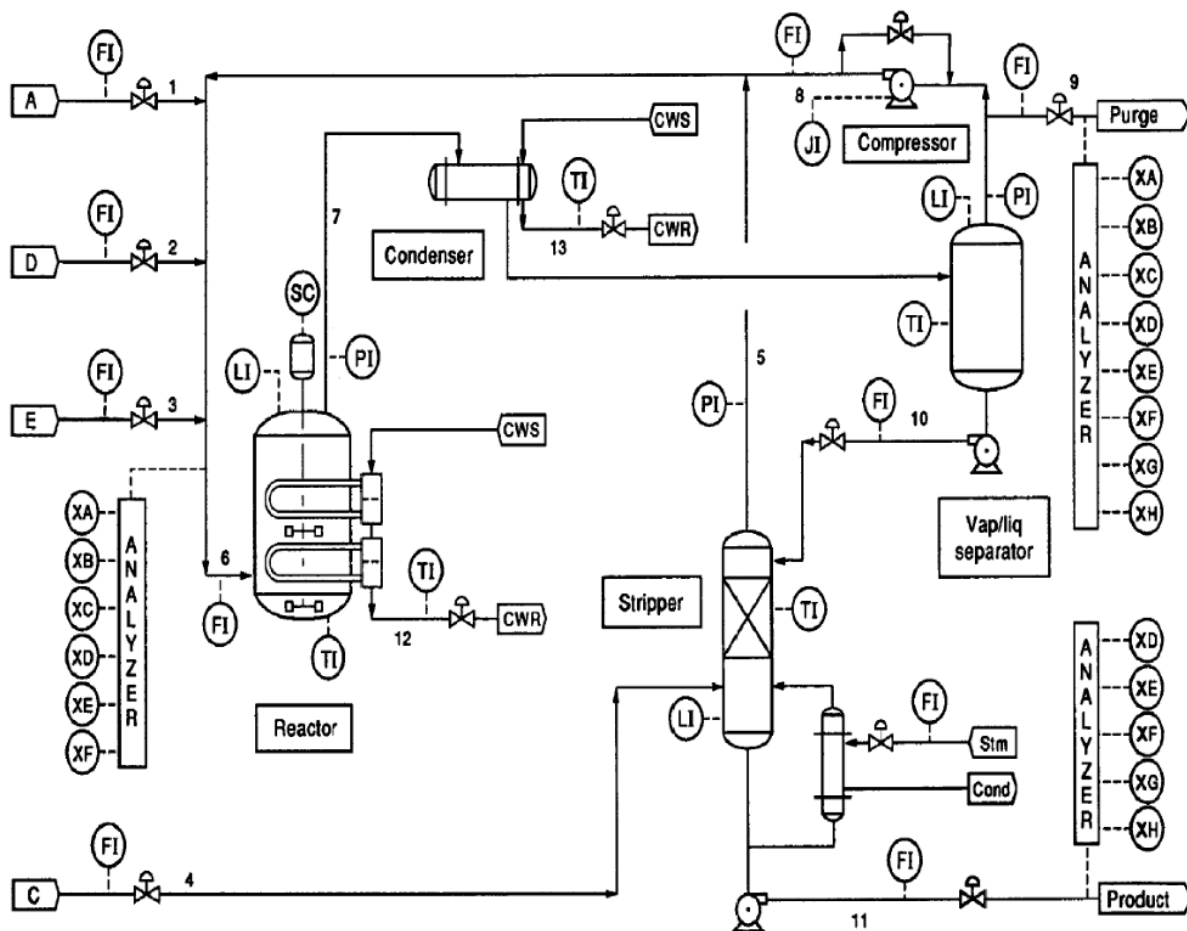 FI
A
1
FI
D
2
FI
E
3
7
CWS
TI
CWR
13
Condenser
SC
LI
PI
CWS
6
FI
TI
TI
CWR
12
Reactor
ANALYZER
XA
XB
XC
XD
XE
XF
FI
C
4
FI
8
JI
Compressor
FI
9
Purge
LI
PI
TI
5
PI
FI
10
Vap/liq
separator
ANALYZER
XA
XB
XC
XD
XE
XF
XG
XH
Stripper
TI
LI
FI
Stm
Cond
FI
11
Product
ANALYZER
XD
XE
XF
XG
XH